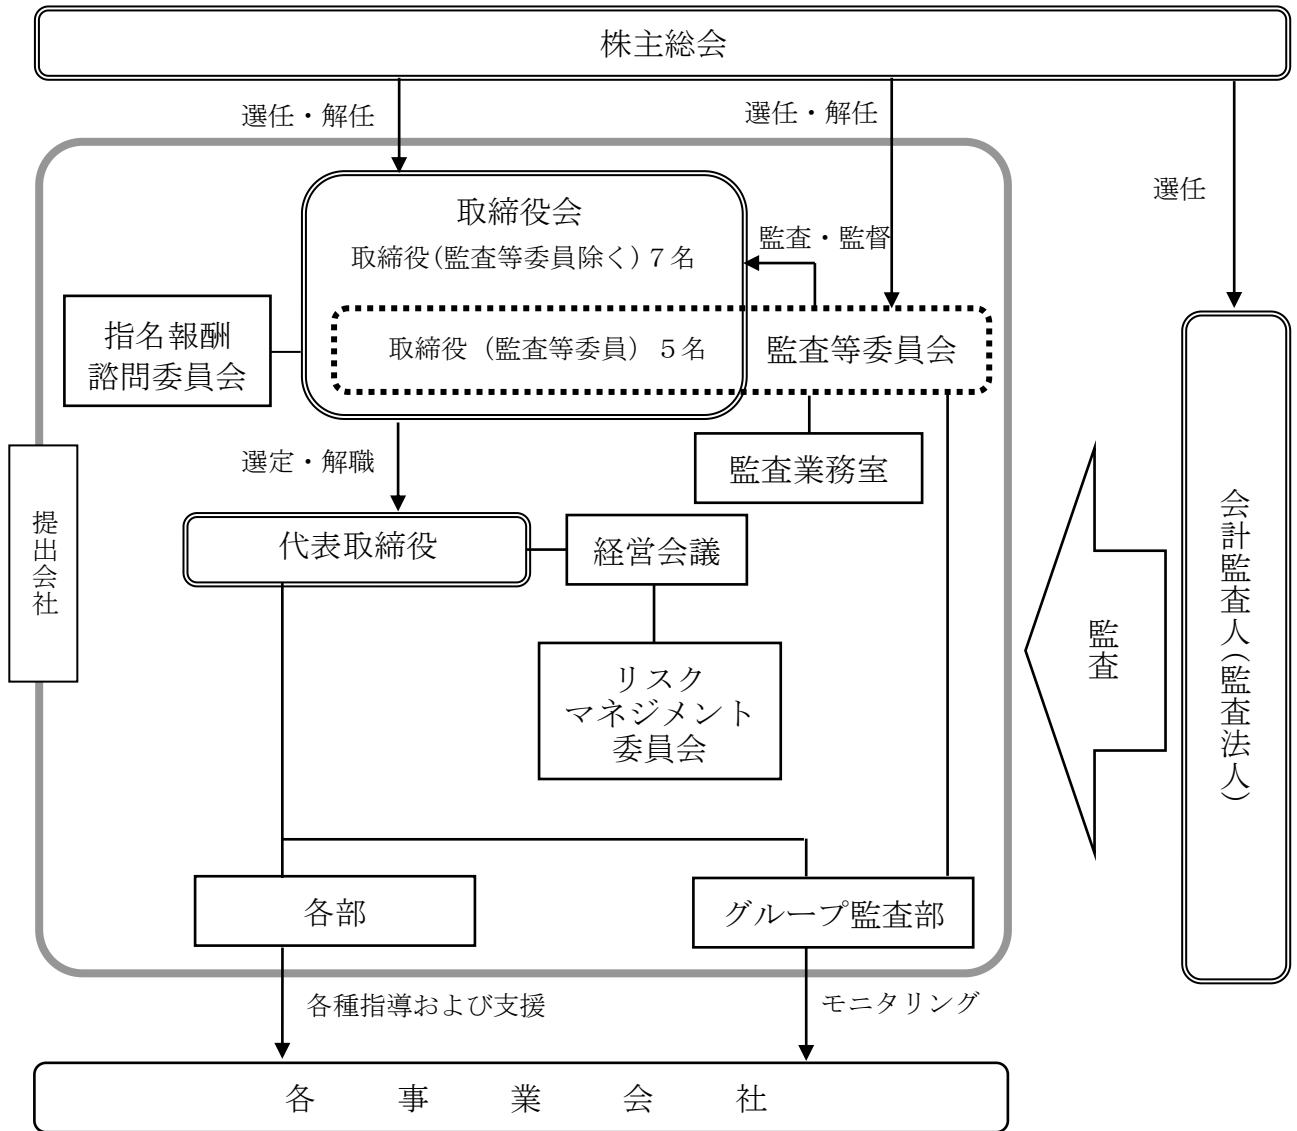 株主総会
選任・解任
選任・解任
選任
取締役会
取締役(監査等委員除く)７名
監査・監督
指名報酬
諮問委員会
取締役（監査等委員）５名
監査等委員会
選定・解職
監査業務室
提出会社
代表取締役
経営会議
リスク
マネジメント
委員会
監査
会計監査人(監査法人)
各部
グループ監査部
各種指導および支援
モニタリング
各事業会社